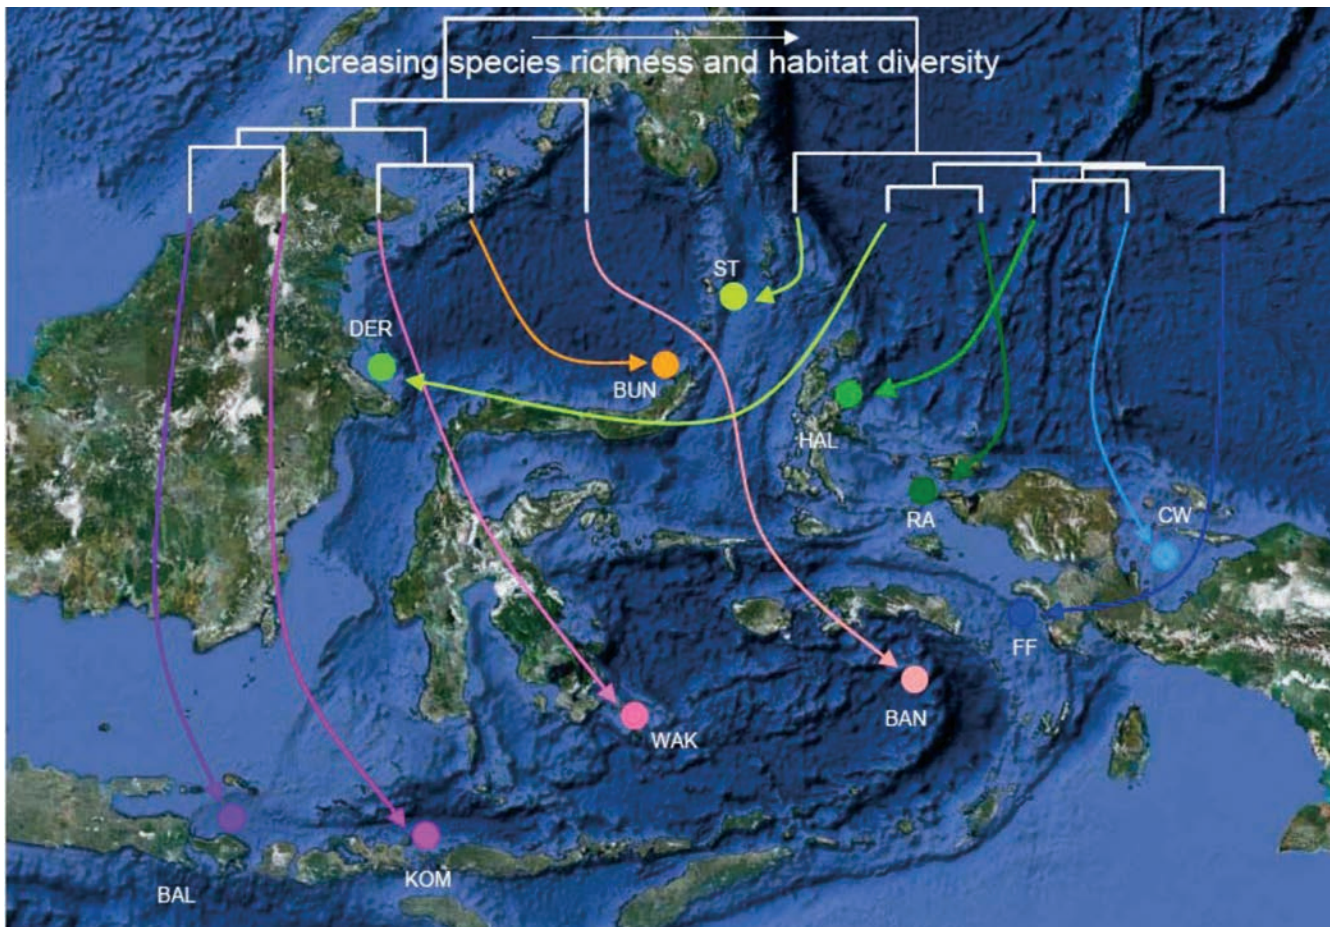 Increasing species richness and habitat diversity
ST
DER
BUN
HAL
RA
CW
FF
BAN
WAK
KOM
BAL